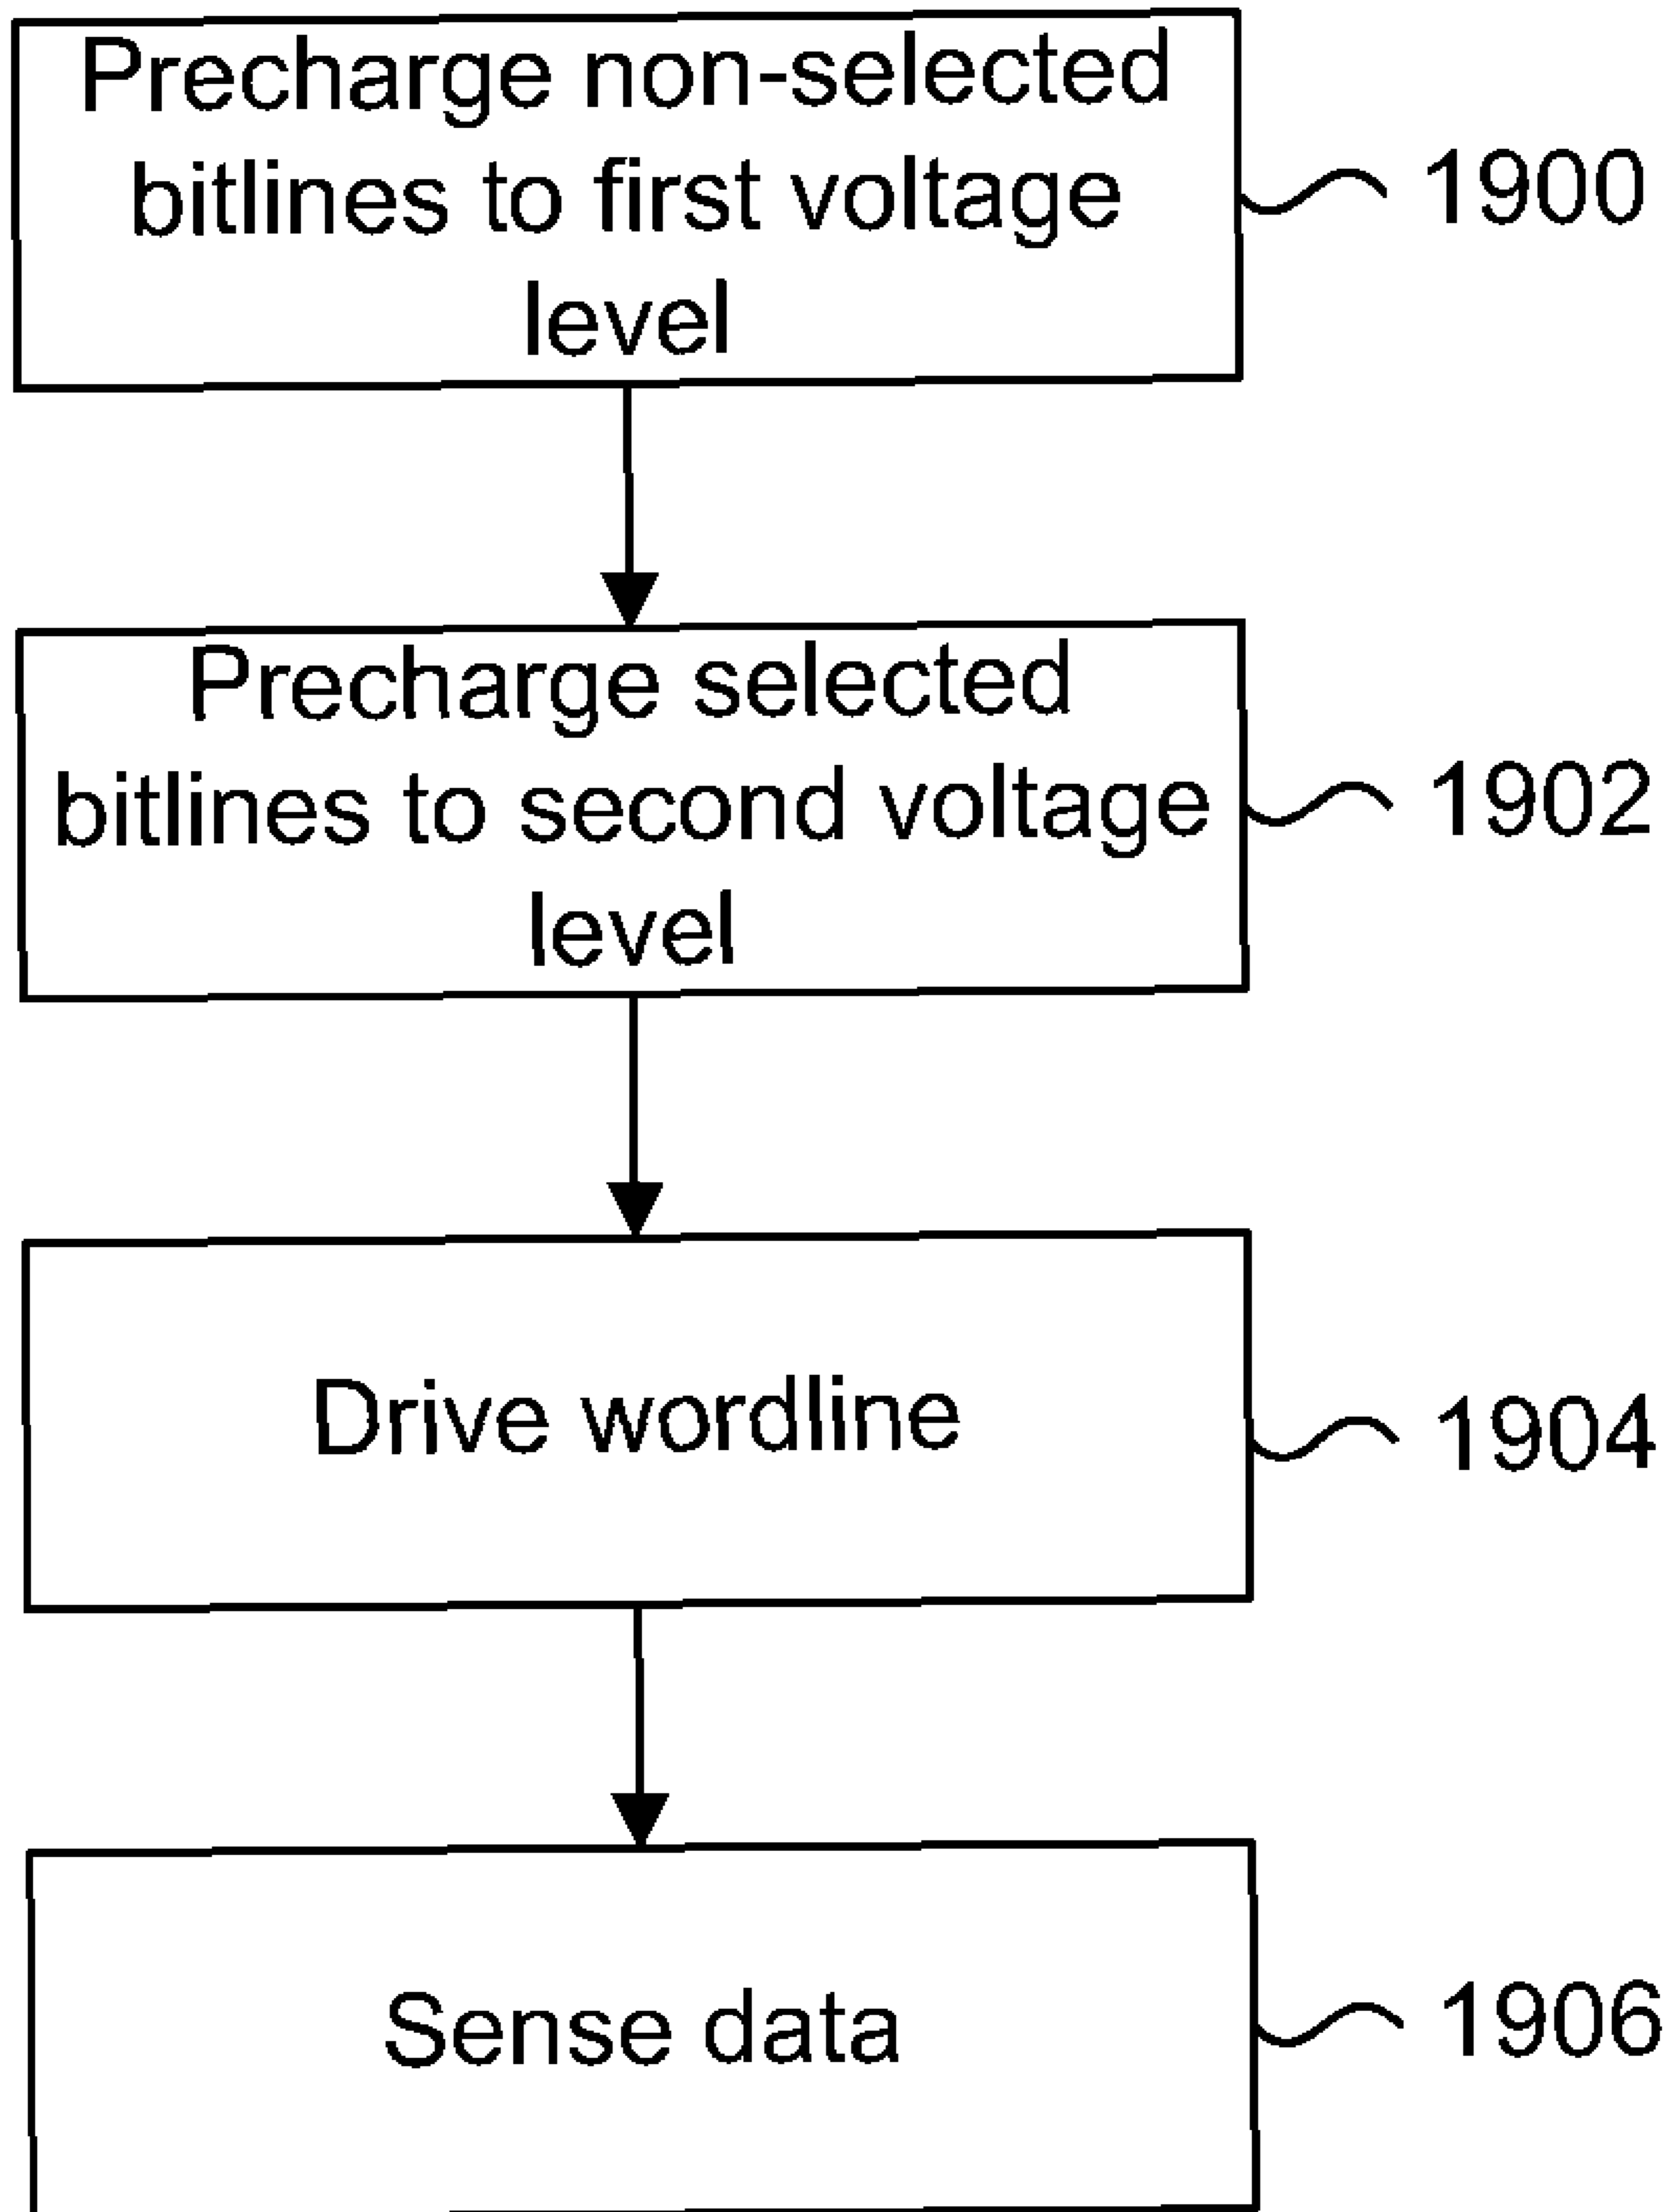 Precharge non-selected
bitlines to first voltage
level
1900
Precharge selected
bitlines to second voltage
level
1902
Drive wordline
1904
Sense data
1906